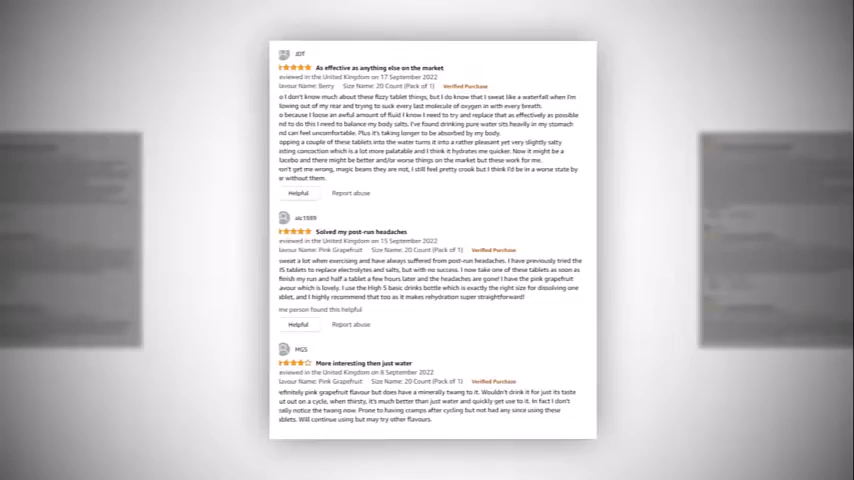 JDT
As effective as anything else on the market
eviewed in the United Kingdom on 17 September 2022
lavour Name: Berry Size Name: 20 Count (Pack of 1) Verified Purchase
o I don't know much about these fizzy tablet things, but I do know that I sweat like a waterfall when I'm
lowing out of my rear and trying to suck every last molecule of oxygen in with every breath.
o because I loose an awful amount of fluid I know I need to try and replace that as effectively as possible
nd to do this I need to balance my body salts. I've found drinking pure water sits heavily in my stomach
nd can feel uncomfortable. Plus it's taking longer to be absorbed by my body.
opping a couple of these tablets into the water turns it into a rather pleasant yet very slightly salty
isting concoction which is a lot more palatable and I think it hydrates me quicker. Now it might be a
lacebo and there might be better and/or worse things on the market but these work for me.
on't get me wrong, magic beans they are not, I still feel pretty crook but I think I'd be in a worse state by
r without them.
Helpful Report abuse
alc1989
Solved my post-run headaches
eviewed in the United Kingdom on 15 September 2022
lavour Name: Pink Grapefruit Size Name: 20 Count (Pack of 1) Verified Purchase
sweat a lot when exercising and have always suffered from post-run headaches. I have previously tried the
IS tablets to replace electrolytes and salts, but with no success. I now take one of these tablets as soon as
finish my run and half a tablet a few hours later and the headaches are gone! I have the pink grapefruit
avour which is lovely. I use the High 5 basic drinks bottle which is exactly the right size for dissolving one
ablet, and I highly recommend that too as it makes rehydration super straightforward!
me person found this helpful
Helpful Report abuse
MGS
More interesting then just water
eviewed in the United Kingdom on 6 September 2022
lavour Name: Pink Grapefruit Size Name: 20 Count (Pack of 1) Verified Purchase
efinitely pink grapefruit flavour but does have a minerally twang to it. Wouldn't drink it for just its taste
ut out on a cycle, when thirsty, it's much better than just water and quickly get use to it. In fact I don't
eally notice the twang now. Prone to having cramps after cycling but not had any since using these
ablets. Will continue using but may try other flavours.